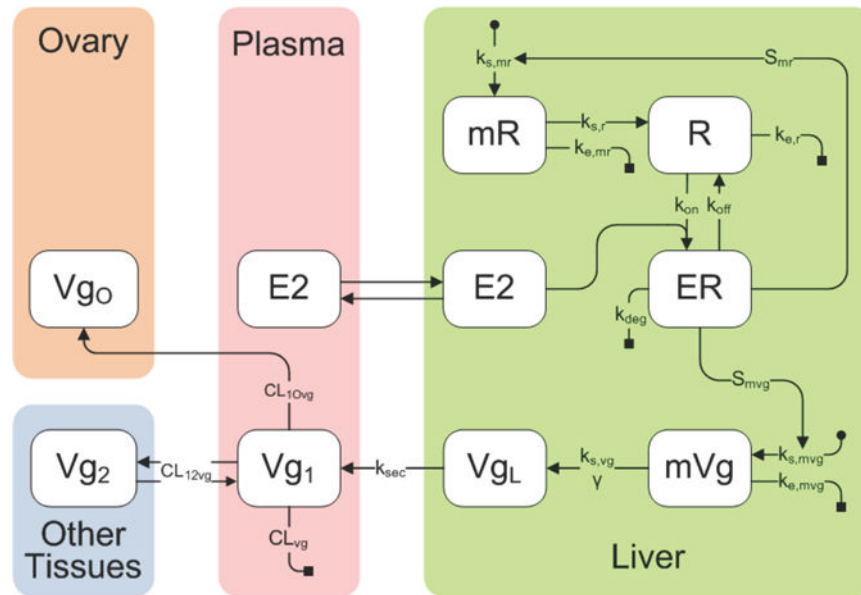 Ovary
Plasma
k_s,mr
S_mr
mR
k_s,r
R
k_e,mr
k_e,r
k_on
k_off
Vg_O
E2
E2
ER
k_deg
CL_1Ovg
S_mvg
Vg_2
CL_12vg
Vg_1
k_sec
Vg_L
k_s,vg
γ
mVg
k_s,mvg
k_e,mvg
CL_vg
Other
Tissues
Liver